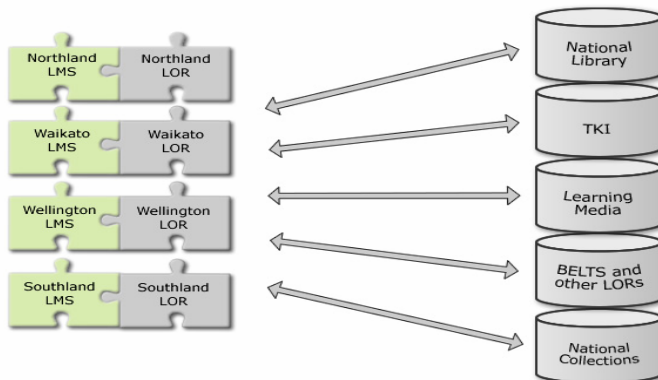 Northland
LMS
Northland
LOR
Waikato
LMS
Waikato
LOR
Wellington
LMS
Wellington
LOR
Southland
LMS
Southland
LOR
National
Library
TKI
Learning
Media
BELTS and
other LORs
National
Collections